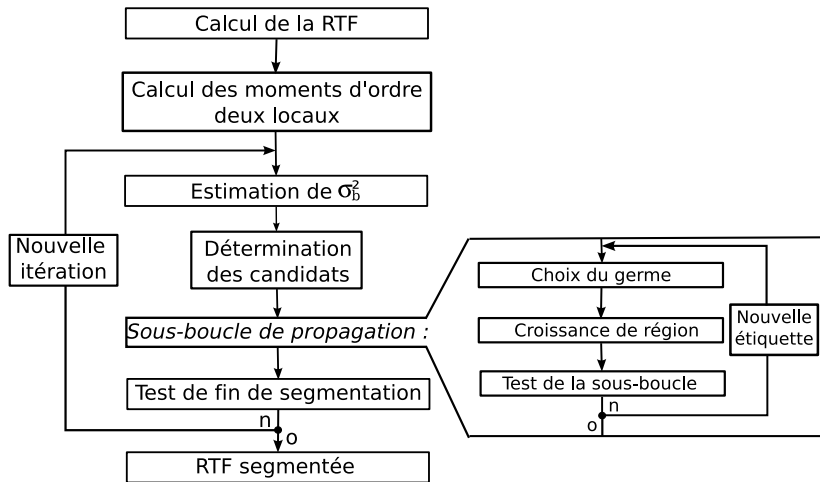 Calcul de la RTF
Calcul des moments d'ordre
deux locaux
Estimation de σ_b^2
Nouvelle
itération
Détermination
des candidats
Sous-boucle de propagation :
Test de fin de segmentation
n
o
RTF segmentée
Choix du germe
Croissance de région
Nouvelle
étiquette
Test de la sous-boucle
n
o